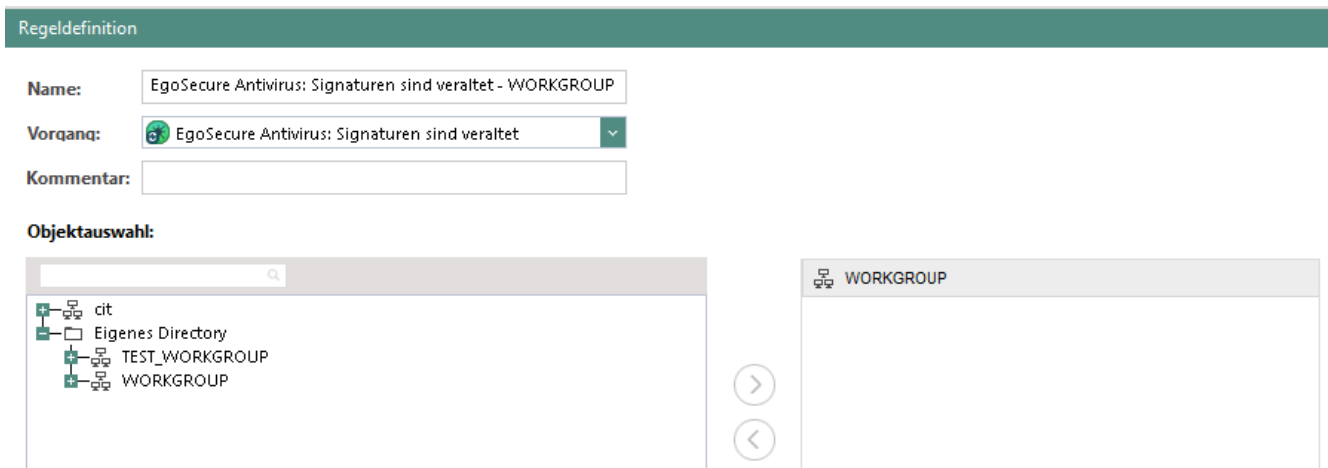 Regeldefinition
Name: EgoSecure Antivirus: Signaturen sind veraltet - WORKGROUP
Vorgang: EgoSecure Antivirus: Signaturen sind veraltet
Kommentar:
Objektauswahl:
cit
Eigenes Directory
TEST_WORKGROUP
WORKGROUP
WORKGROUP